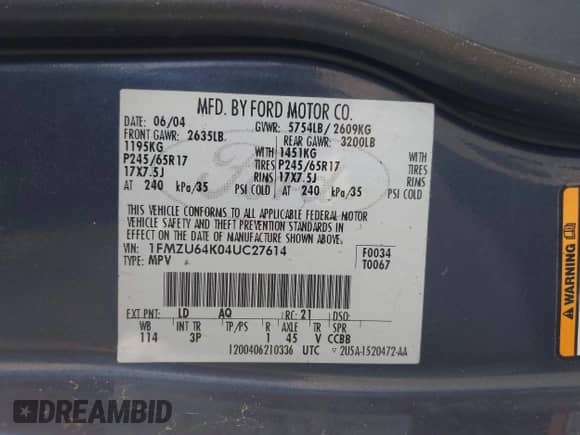 MFD. BY FORD MOTOR CO.
DATE: 06/04 GVWR: 5754LB/ 2609KG
FRONT GAWR: 2635LB. REAR GAWR: 3200LB
1195KG WITH 1451KG WITH
P245/65R17 TIRES P245/65R17 TIRES
17X7.5J RIMS 17X7.5J RIMS
AT 240 kPa/35 PSI COLD AT 240 kPa/35 PSI COLD
THIS VEHICLE CONFORMS TO ALL APPLICABLE FEDERAL MOTOR
VEHICLE SAFETY AND THEFT PREVENTION STANDARDS IN
EFFECT ON THE DATE OF MANUFACTURE SHOWN ABOVE.
VIN: 1FMZU64K04UC27614 F0034
TYPE: MPV T0067
EXT PNT: LD AQ RC: 21 DSO:
WB INT TR TP/PS R AXLE TR SPR
114 3P 1 45 V CCBB
1200406210336 UTC 2U5A-1520472-AA
Ford
WARNING
DREAMBID